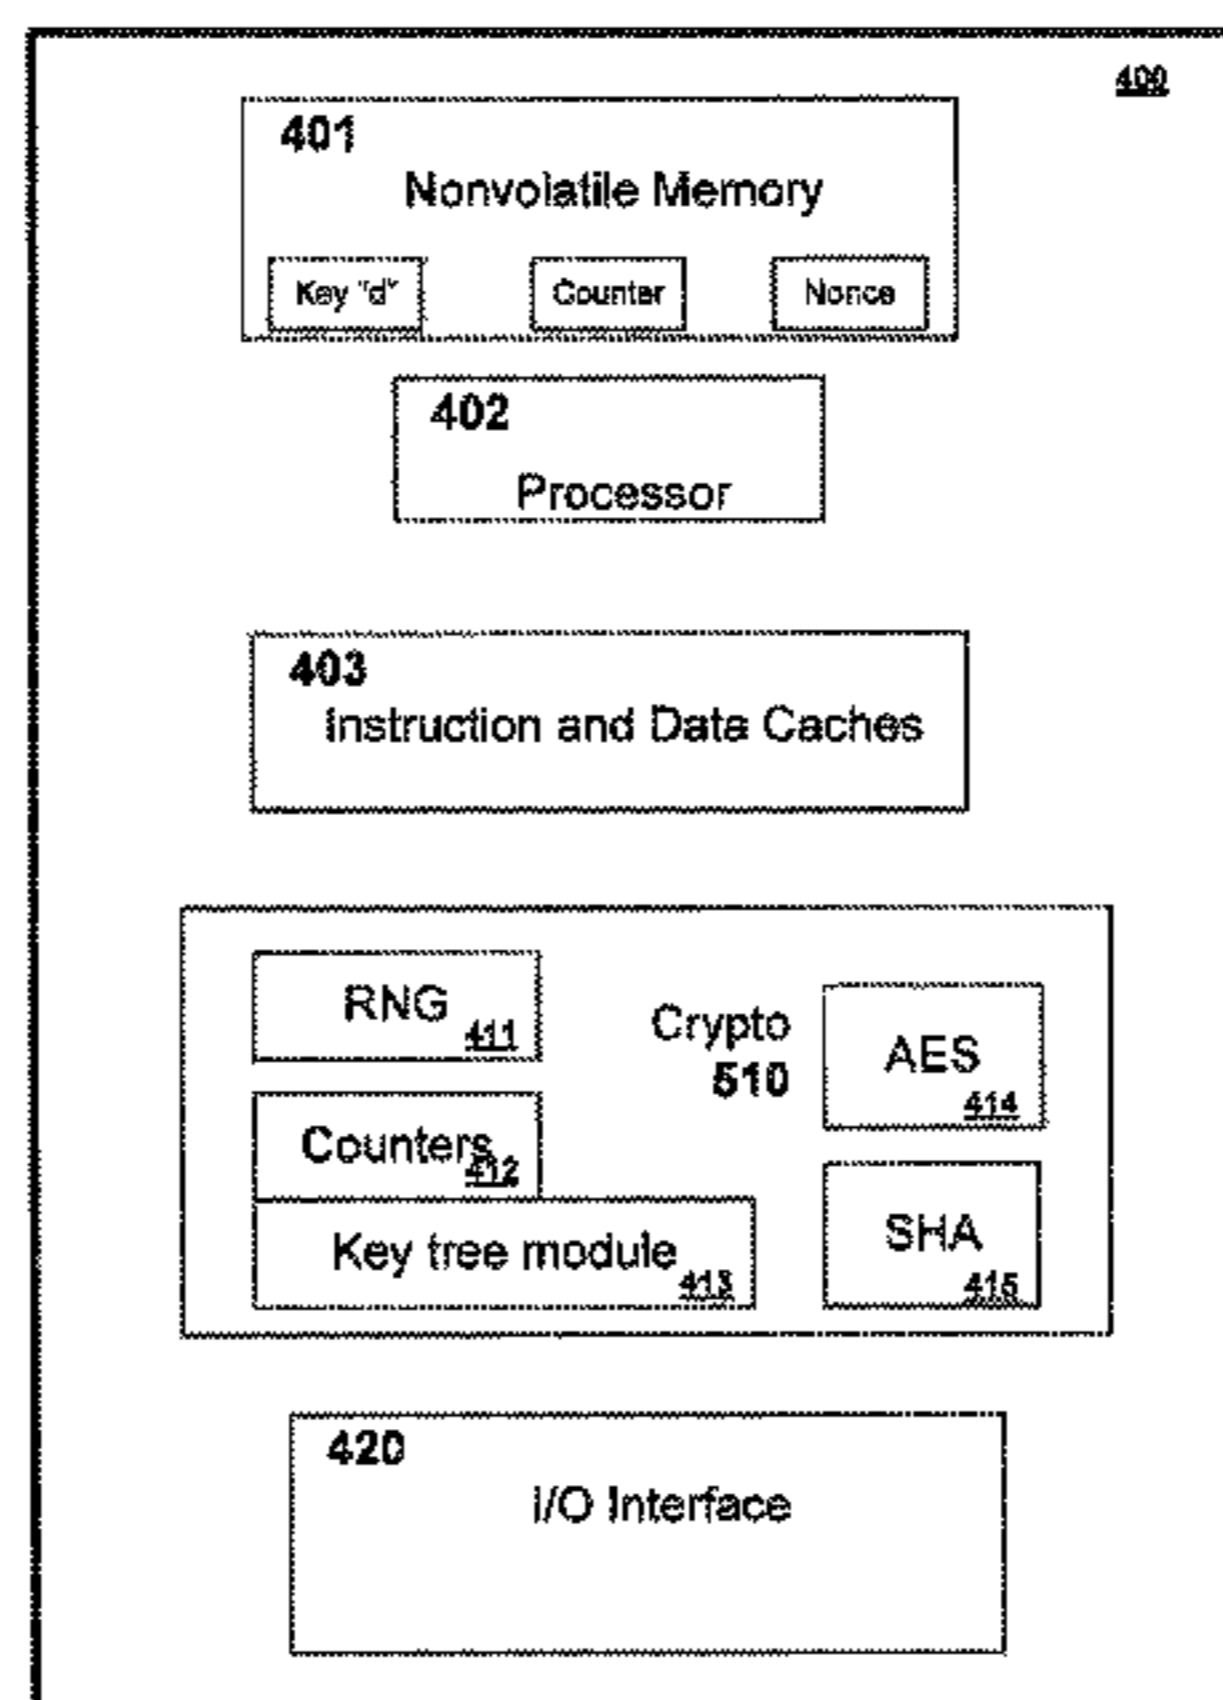 400
401
Nonvolatile Memory
Key "d" Counter Nonce
402
Processor
403
Instruction and Data Caches
RNG
411
Crypto
510
AES
414
Counters
412
Key tree module
413
SHA
415
420
I/O Interface